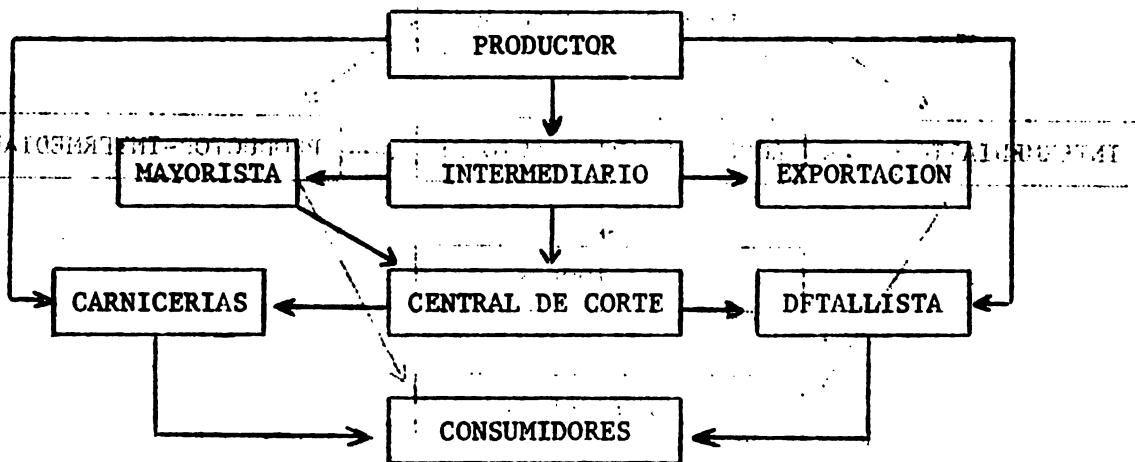 PRODUCTOR
MAYORISTA
INTERMEDIARIO
EXPORTACION
CARNICERIAS
CENTRAL DE CORTE
DFTALLISTA
CONSUMIDORES